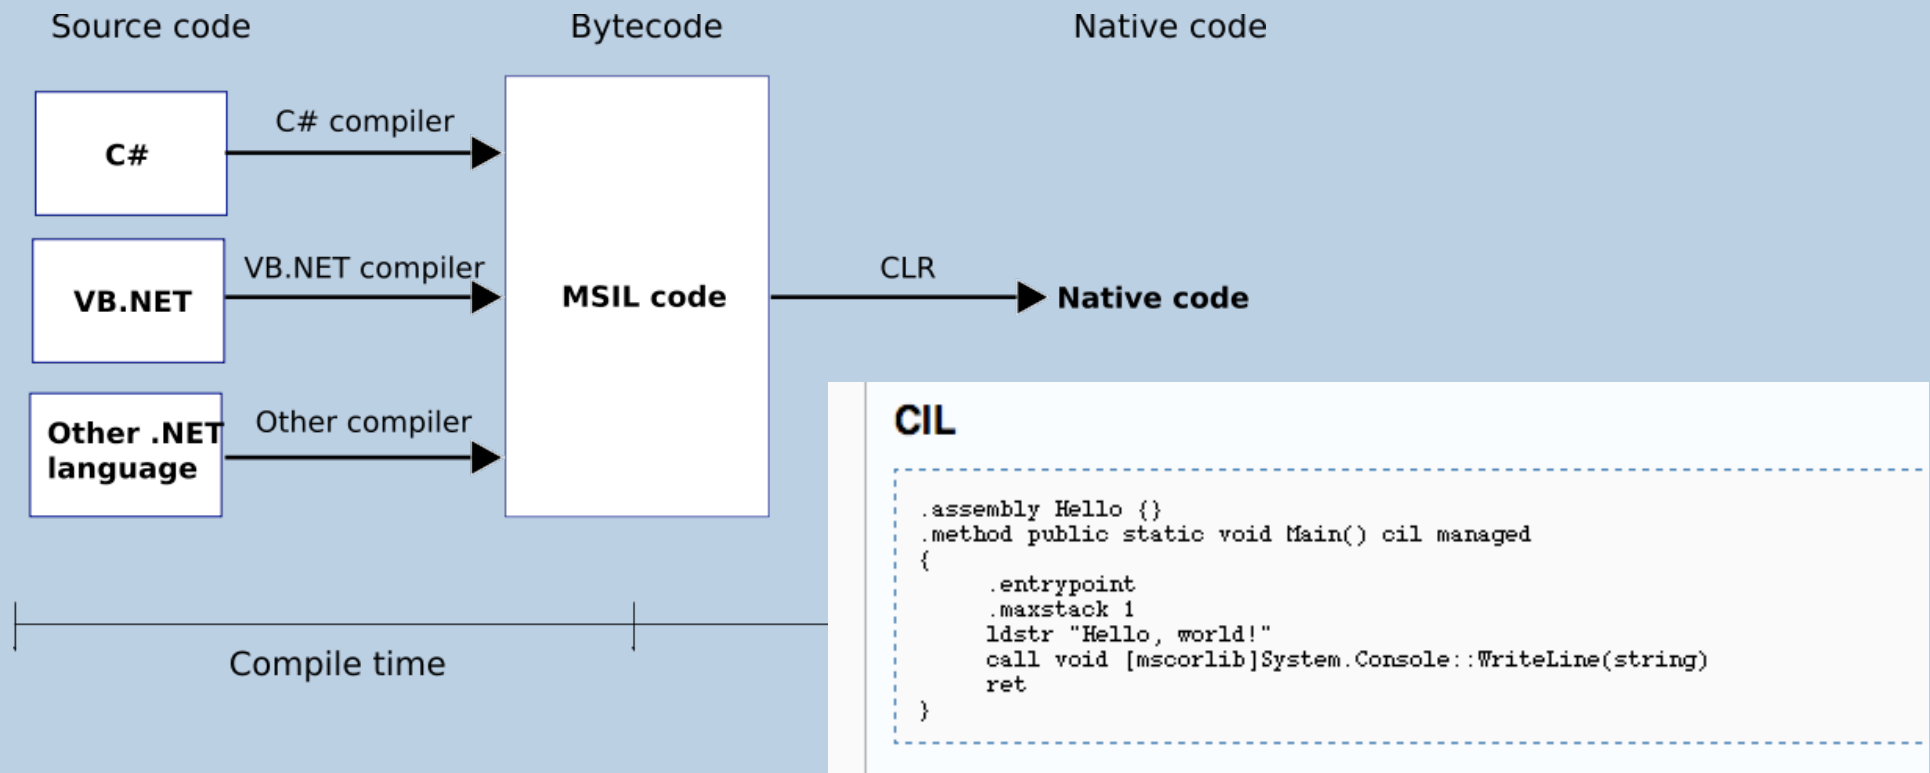 Source code
Bytecode
Native code
C#
C# compiler
VB.NET
VB.NET compiler
MSIL code
CLR
Native code
Other .NET
language
Other compiler
Compile time
CIL
.assembly Hello {}
.method public static void Main() cil managed
{
.entrypoint
.maxstack 1
ldstr "Hello, world!"
call void [mscorlib]System.Console::WriteLine(string)
ret
}